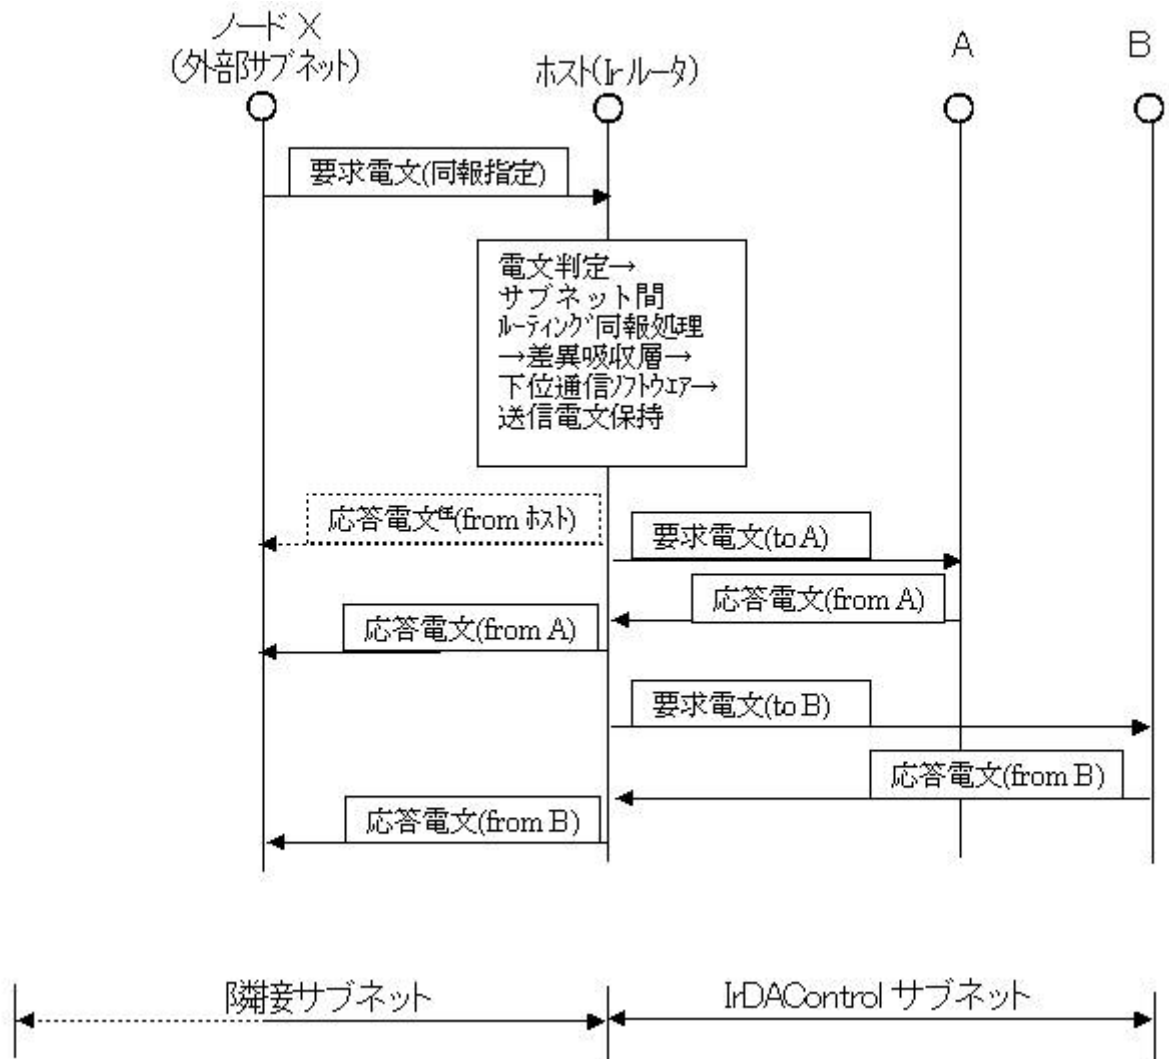 ノード X
(外部サブネット)
ホスト(Ir ルータ)
A
B
要求電文(同報指定)
電文判定→
サブネット間
ルーティング同報処理
→差異吸収層→
下位通信ソフトウエア→
送信電文保持
応答電文(from ホスト)
要求電文(to A)
応答電文(from A)
応答電文(from A)
要求電文(to B)
応答電文(from B)
応答電文(from B)
隣接サブネット
IrDAControl サブネット